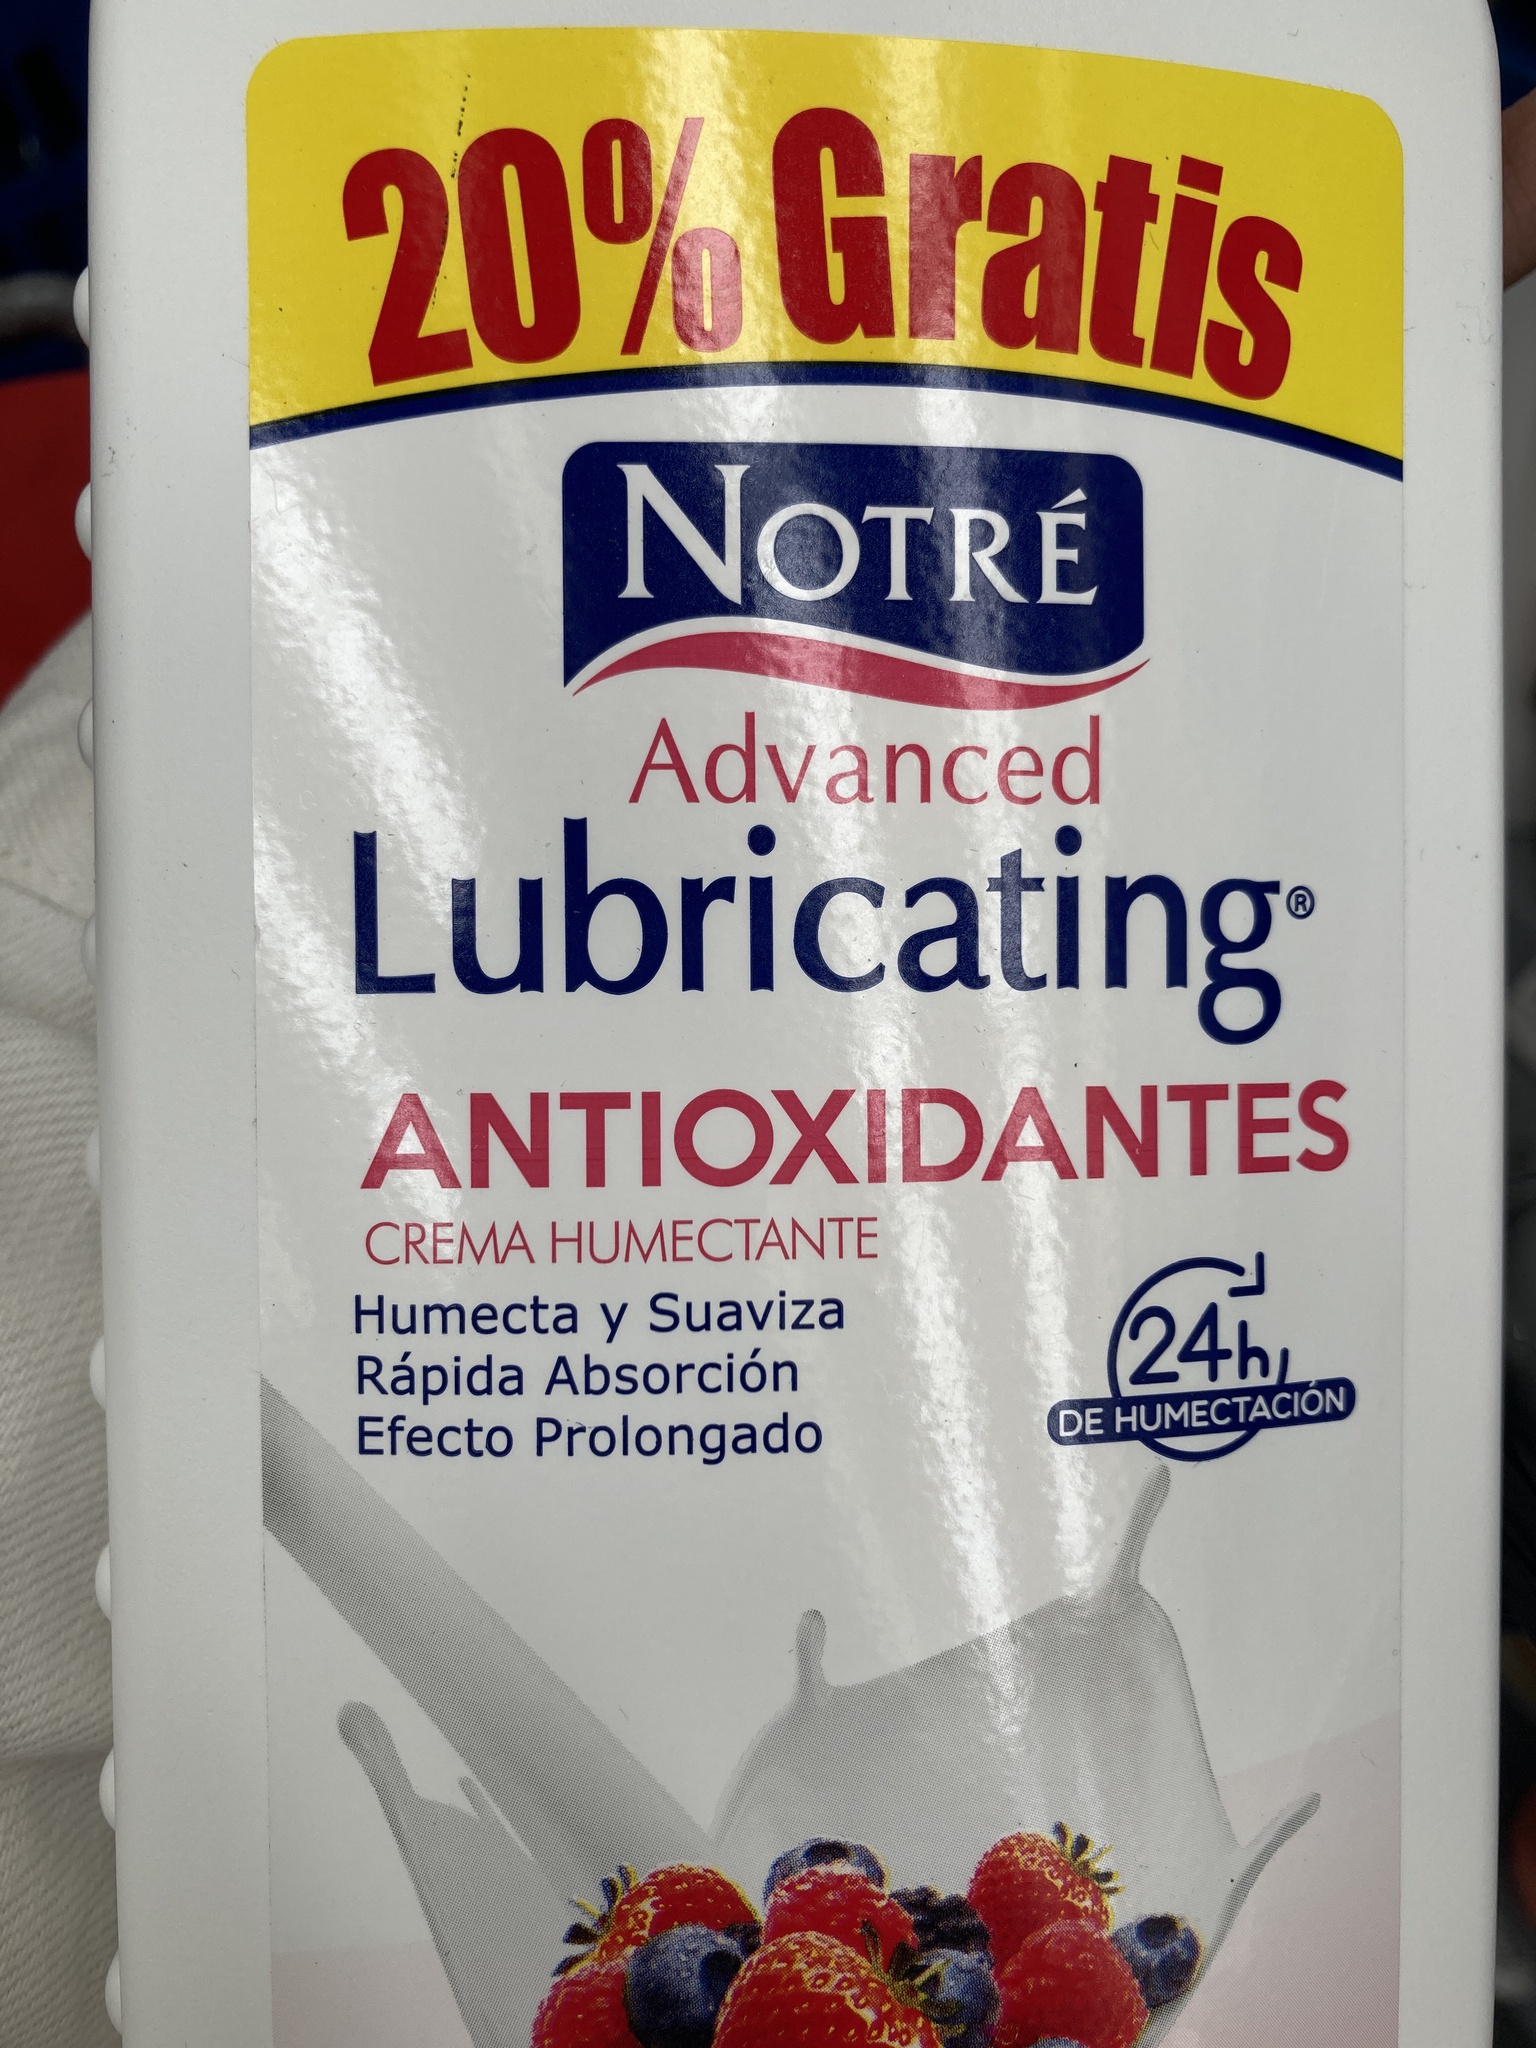 20% Gratis
NOTRÉ
Advanced
Lubricating®
ANTIOXIDANTES
CREMA HUMECTANTE
Humecta y Suaviza
Rápida Absorción
Efecto Prolongado
24h
DE HUMECTACIÓN